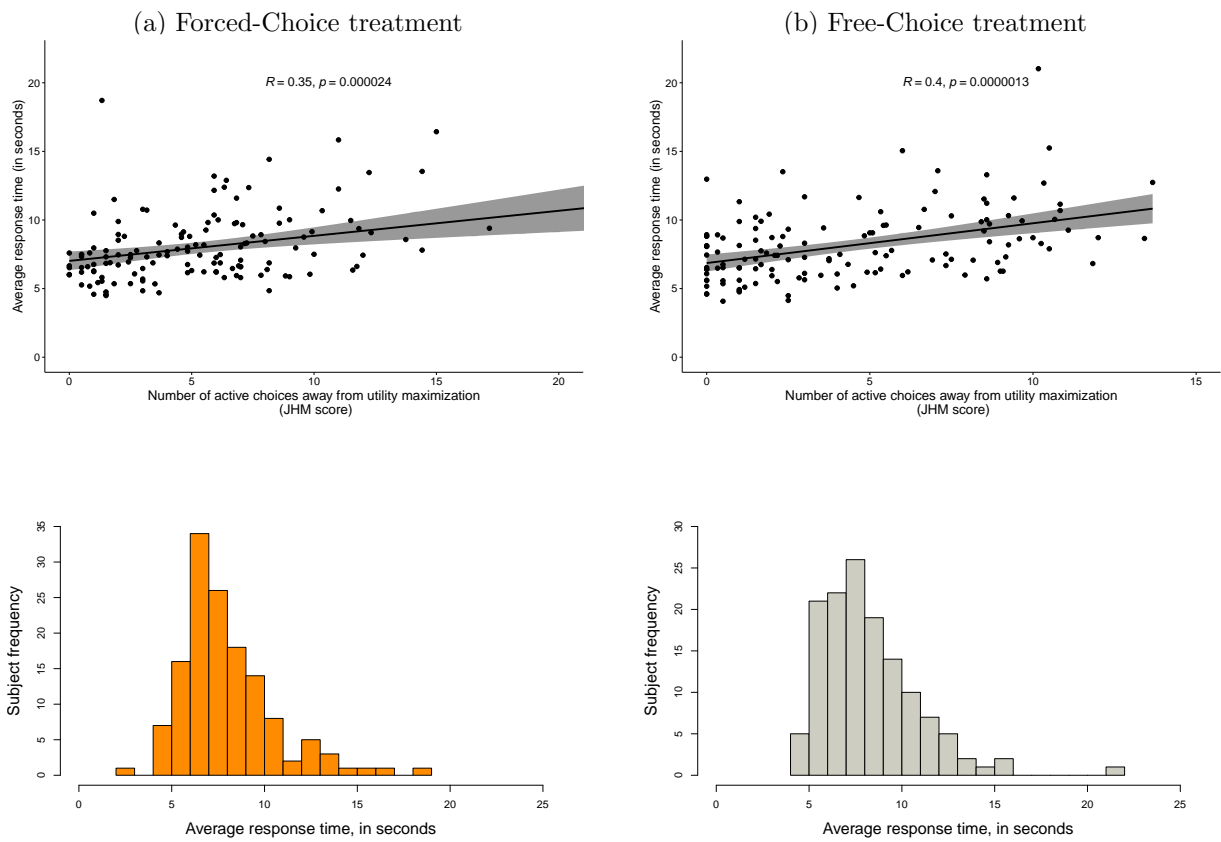 (a) Forced-Choice treatment
R = 0.35, p = 0.000024
Average response time (in seconds)
20
15
10
5
0
0 5 10 15 20
Number of active choices away from utility maximization
(JHM score)
(b) Free-Choice treatment
R = 0.4, p = 0.0000013
Average response time (in seconds)
20
15
10
5
0
0 5 10 15
Number of active choices away from utility maximization
(JHM score)
Subject frequency
35
30
25
20
15
10
5
0
0 5 10 15 20 25
Average response time, in seconds
Subject frequency
30
25
20
15
10
5
0
0 5 10 15 20 25
Average response time, in seconds